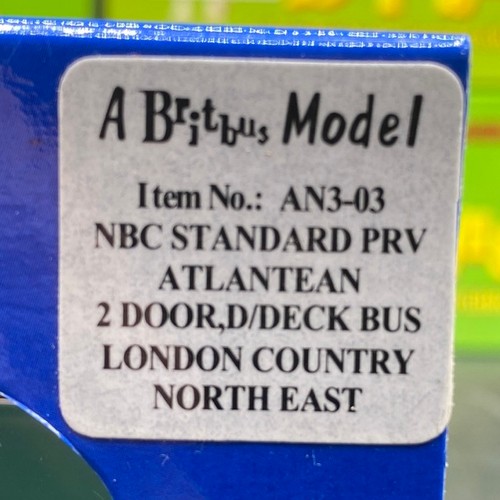 A Britbus Model
Item No.: AN3-03
NBC STANDARD PRV
ATLANTEAN
2 DOOR,D/DECK BUS
LONDON COUNTRY
NORTH EAST